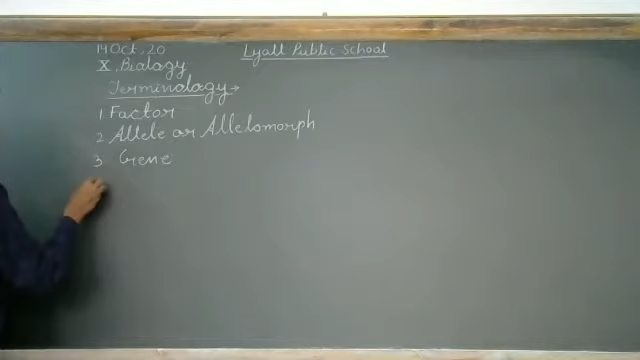 14 Oct, 20
Lyall Public School
X, Biology
Terminology →
1 Factor
2 Allele or Allelomorph
3 Gene